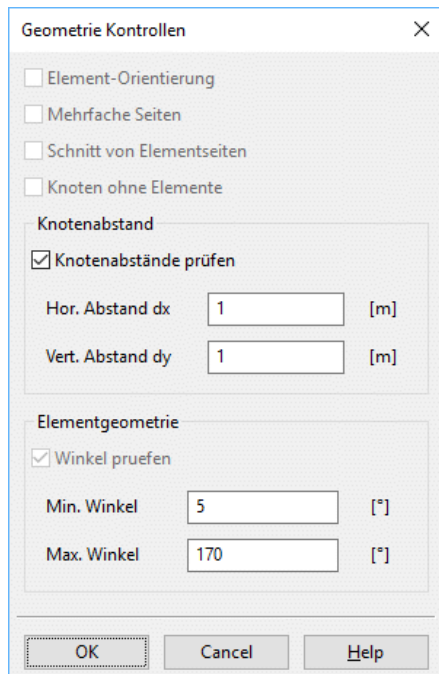 Geometrie Kontrollen
Element-Orientierung
Mehrfache Seiten
Schnitt von Elementseiten
Knoten ohne Elemente
Knotenabstand
Knotenabstände prüfen
Hor. Abstand dx 1 [m]
Vert. Abstand dy 1 [m]
Elementgeometrie
Winkel pruefen
Min. Winkel 5 [°]
Max. Winkel 170 [°]
OK Cancel Help